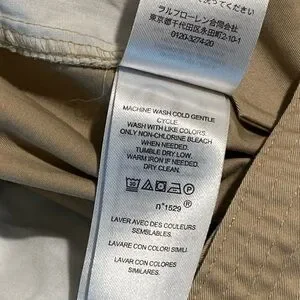 ラルフローレン合同会社
東京都千代田区永田町2-10-1
0120-3274-20
MACHINE WASH COLD GENTLE
CYCLE.
WASH WITH LIKE COLORS.
ONLY NON-CHLORINE BLEACH
WHEN NEEDED.
TUMBLE DRY LOW.
WARM IRON IF NEEDED.
DRY CLEAN.
n°1529
LAVER AVEC DES COULEURS
SEMBLABLES.
LAVARE CON COLORI SIMILI.
LAVAR CON COLORES
SIMILARES.